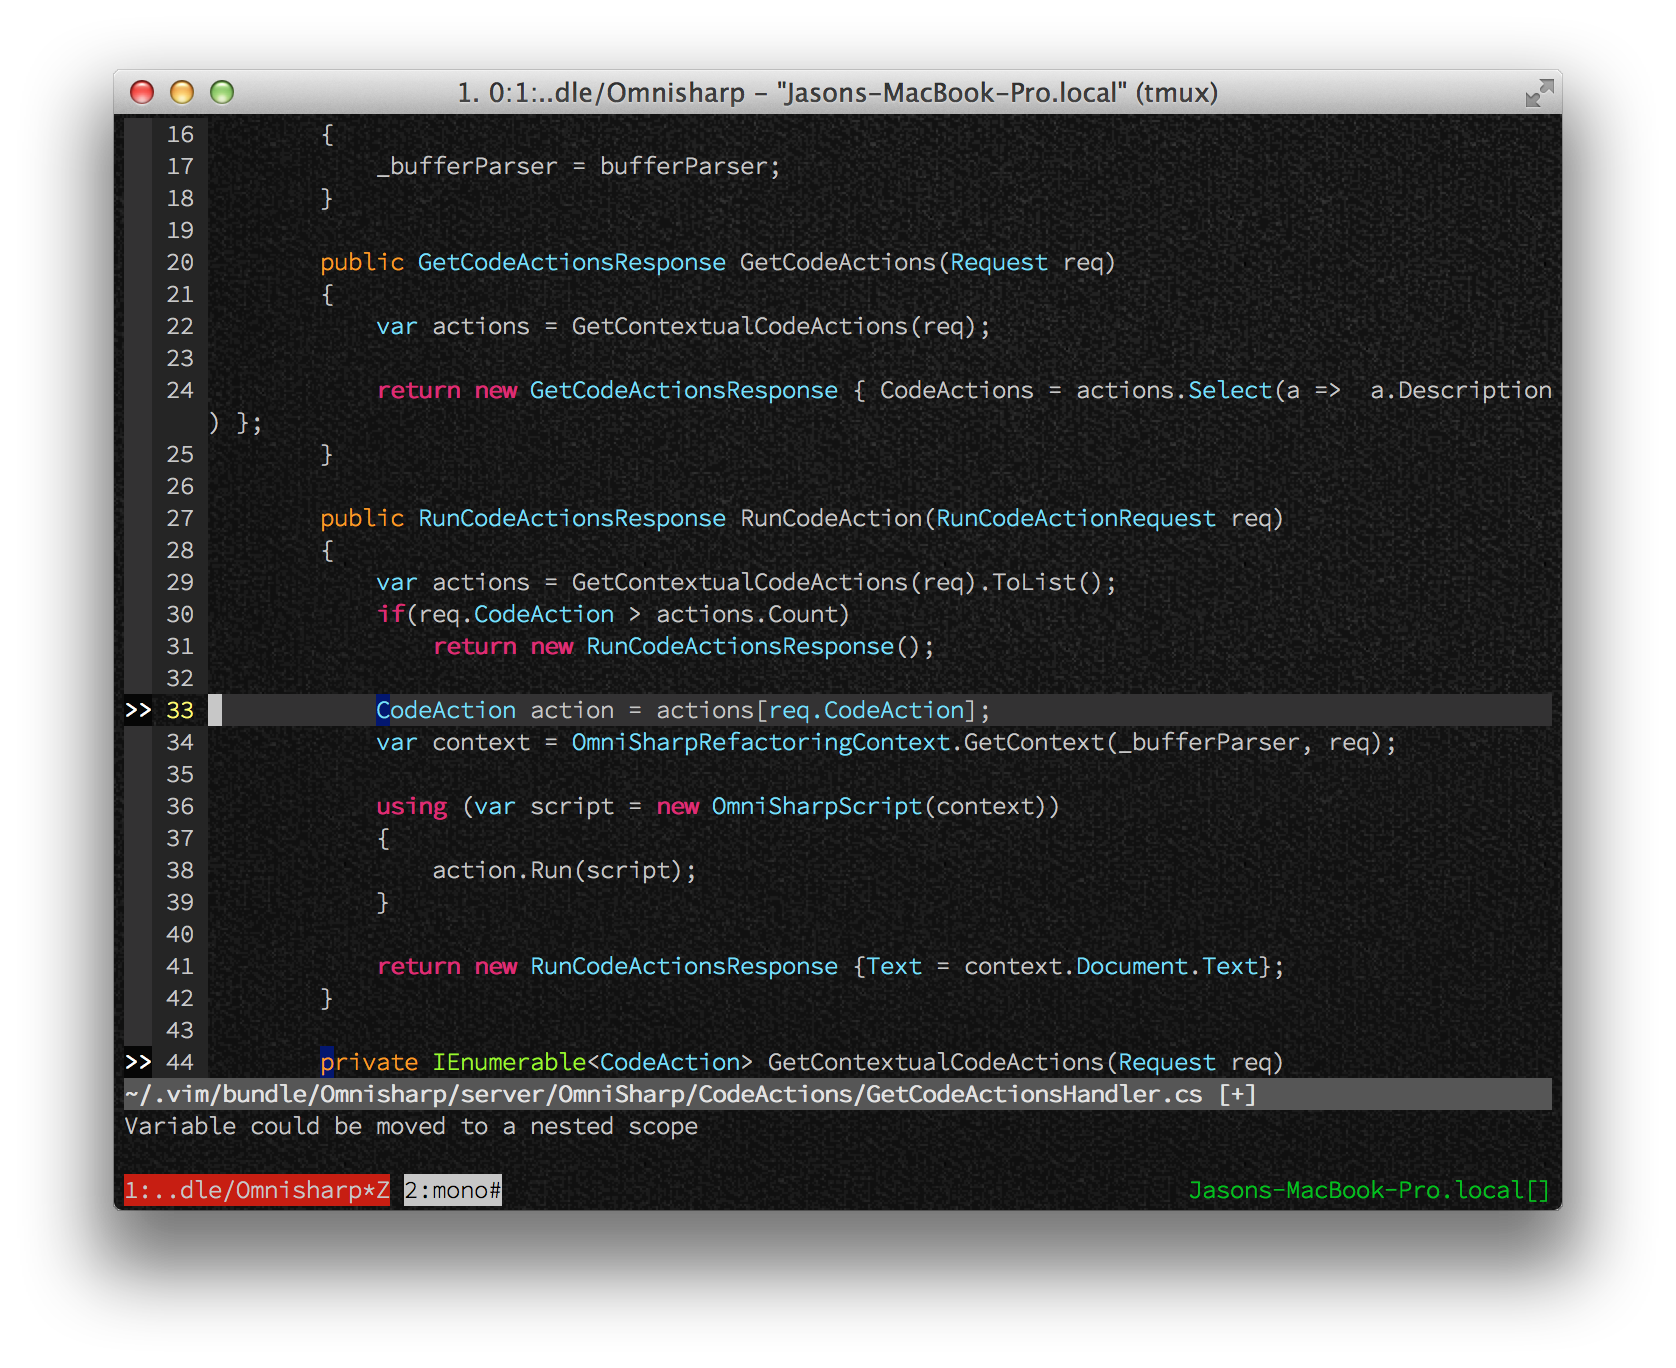 1. 0:1:..dle/Omnisharp – "Jasons-MacBook-Pro.local" (tmux)
16         {
17             _bufferParser = bufferParser;
18         }
19
20         public GetCodeActionsResponse GetCodeActions(Request req)
21         {
22             var actions = GetContextualCodeActions(req);
23
24             return new GetCodeActionsResponse { CodeActions = actions.Select(a =>  a.Description
) };
25         }
26
27         public RunCodeActionsResponse RunCodeAction(RunCodeActionRequest req)
28         {
29             var actions = GetContextualCodeActions(req).ToList();
30             if(req.CodeAction > actions.Count)
31                 return new RunCodeActionsResponse();
32
>> 33             CodeAction action = actions[req.CodeAction];
34             var context = OmniSharpRefactoringContext.GetContext(_bufferParser, req);
35
36             using (var script = new OmniSharpScript(context))
37             {
38                 action.Run(script);
39             }
40
41             return new RunCodeActionsResponse {Text = context.Document.Text};
42         }
43
>> 44         private IEnumerable<CodeAction> GetContextualCodeActions(Request req)
~/.vim/bundle/Omnisharp/server/OmniSharp/CodeActions/GetCodeActionsHandler.cs [+]
Variable could be moved to a nested scope
1:..dle/Omnisharp*Z 2:mono# Jasons-MacBook-Pro.local[]